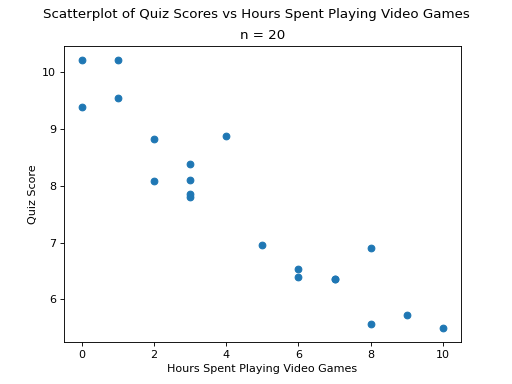 Scatterplot of Quiz Scores vs Hours Spent Playing Video Games
n = 20
10
9
8
7
6
Quiz Score
0 2 4 6 8 10
Hours Spent Playing Video Games